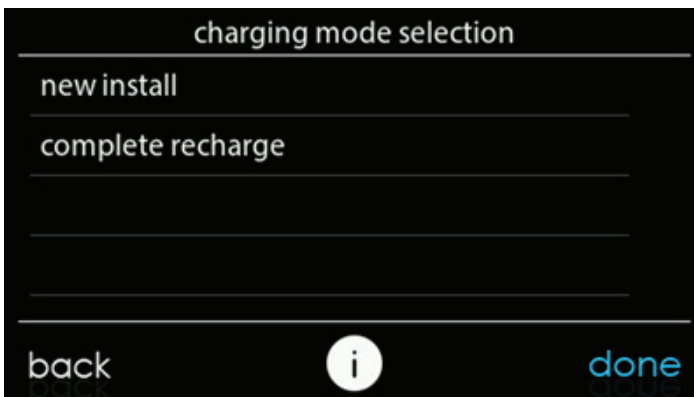 charging mode selection
new install
complete recharge
back
i
done